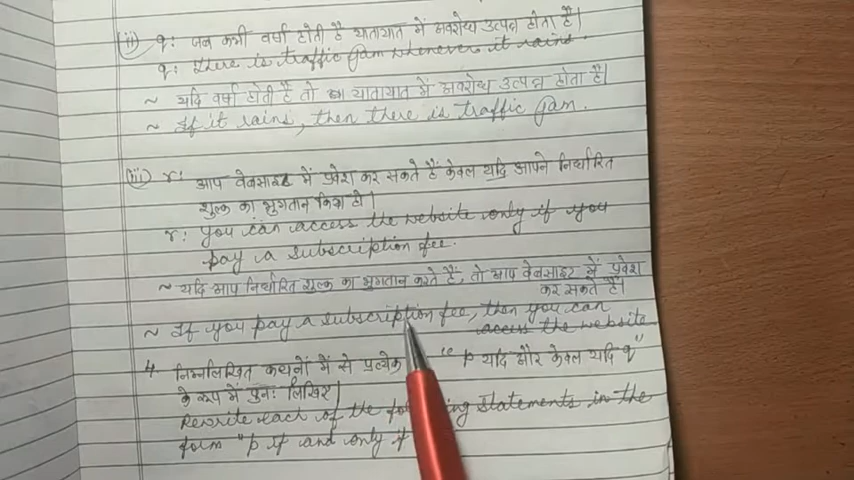 (ii) q: जब कभी वर्षा होती है यातायात में अवरोध उत्पन्न होता है।
q: There is traffic jam whenever it rains.
~ यदि वर्षा होती है तो यातायात में अवरोध उत्पन्न होता है।
~ If it rains, then there is traffic jam.
(iii) r: आप वेबसाइट में प्रवेश कर सकते हैं केवल यदि आपने निर्धारित
शुल्क का भुगतान किया हो।
r: you can access the website only if you
pay a subscription fee.
~ यदि आप निर्धारित शुल्क का भुगतान करते हैं, तो आप वेबसाइट में प्रवेश
कर सकते हैं।
~ If you pay a subscription fee, then you can
access the website
4. निम्नलिखित कथनों में से प्रत्येक "p यदि और केवल यदि q"
के रूप में पुनः लिखिए।
Rewrite each of the following statements in the
form "p if and only if